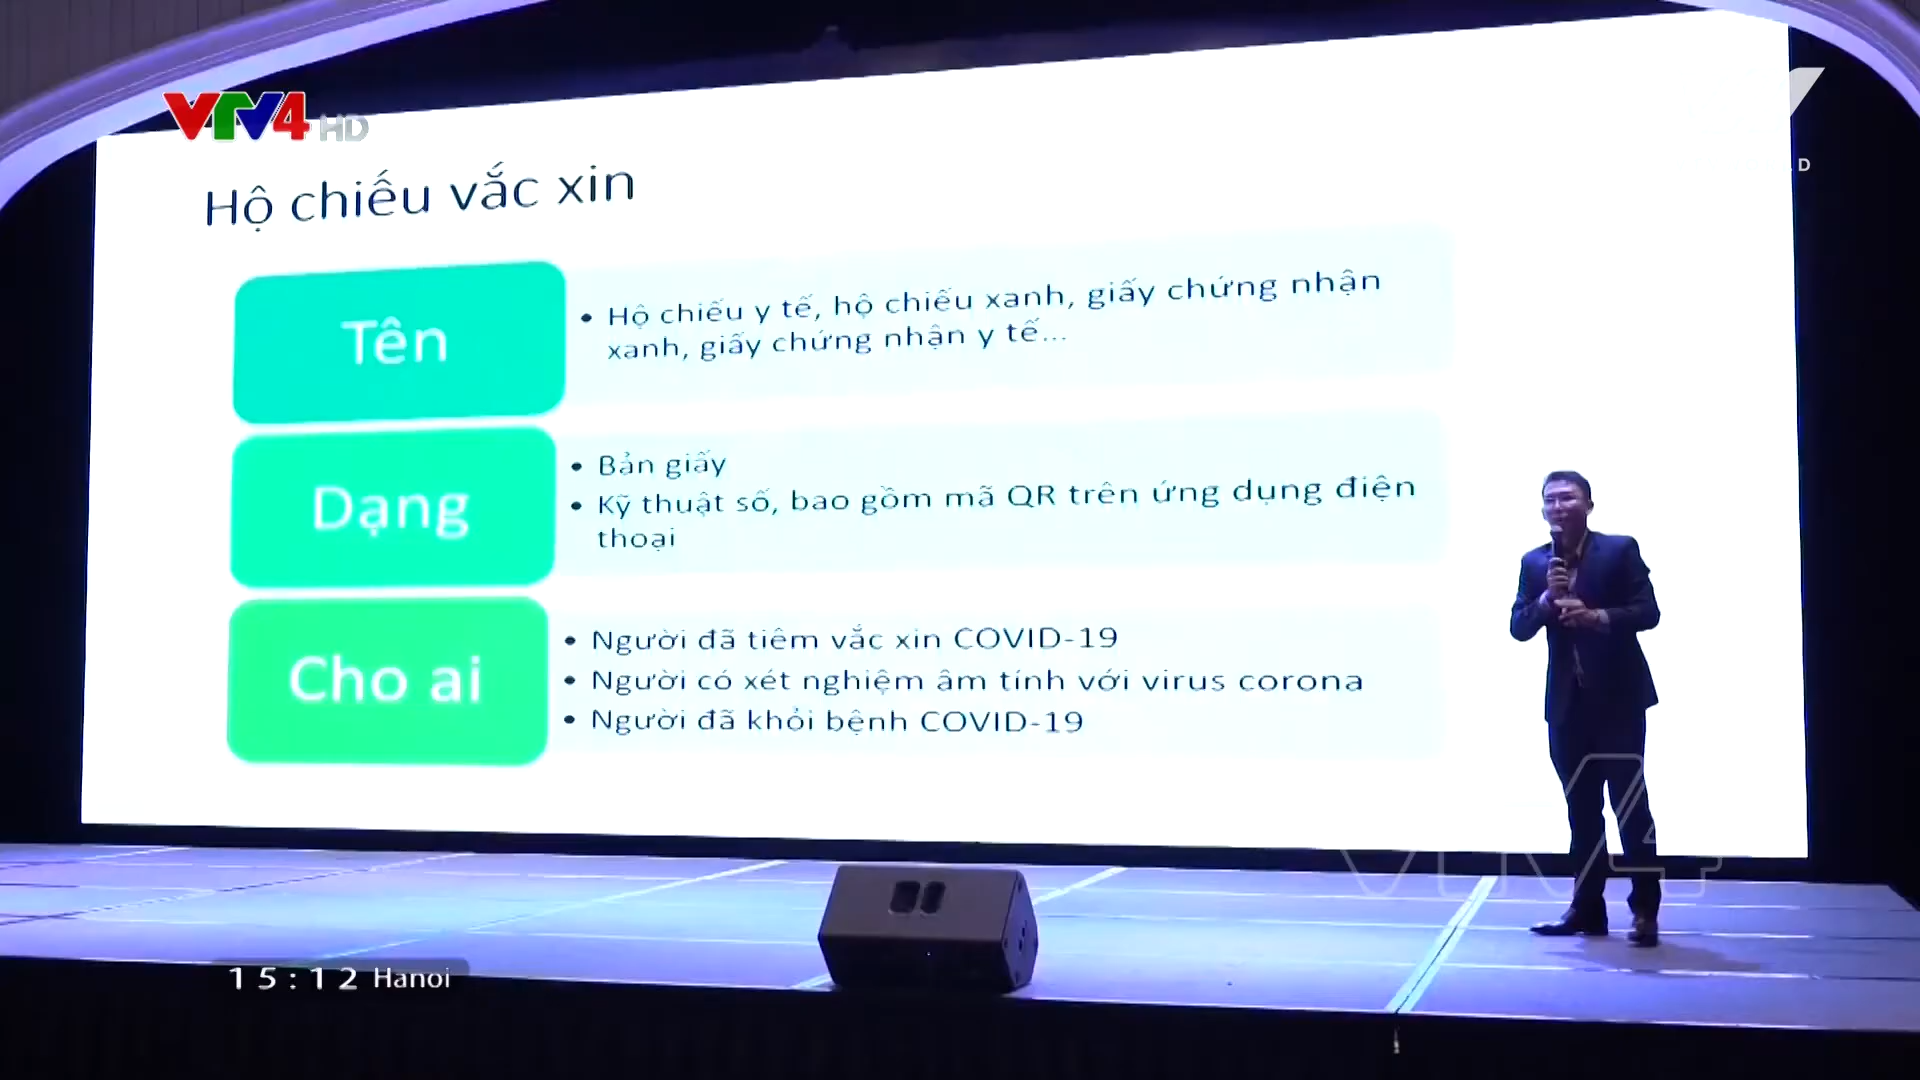 VTV4 HD
D
Hộ chiếu vắc xin
Tên
• Hộ chiếu y tế, hộ chiếu xanh, giấy chứng nhận
xanh, giấy chứng nhận y tế...
Dạng
• Bản giấy
• Kỹ thuật số, bao gồm mã QR trên ứng dụng điện
thoại
Cho ai
• Người đã tiêm vắc xin COVID-19
• Người có xét nghiệm âm tính với virus corona
• Người đã khỏi bệnh COVID-19
VTV4
15:12 Hanoi